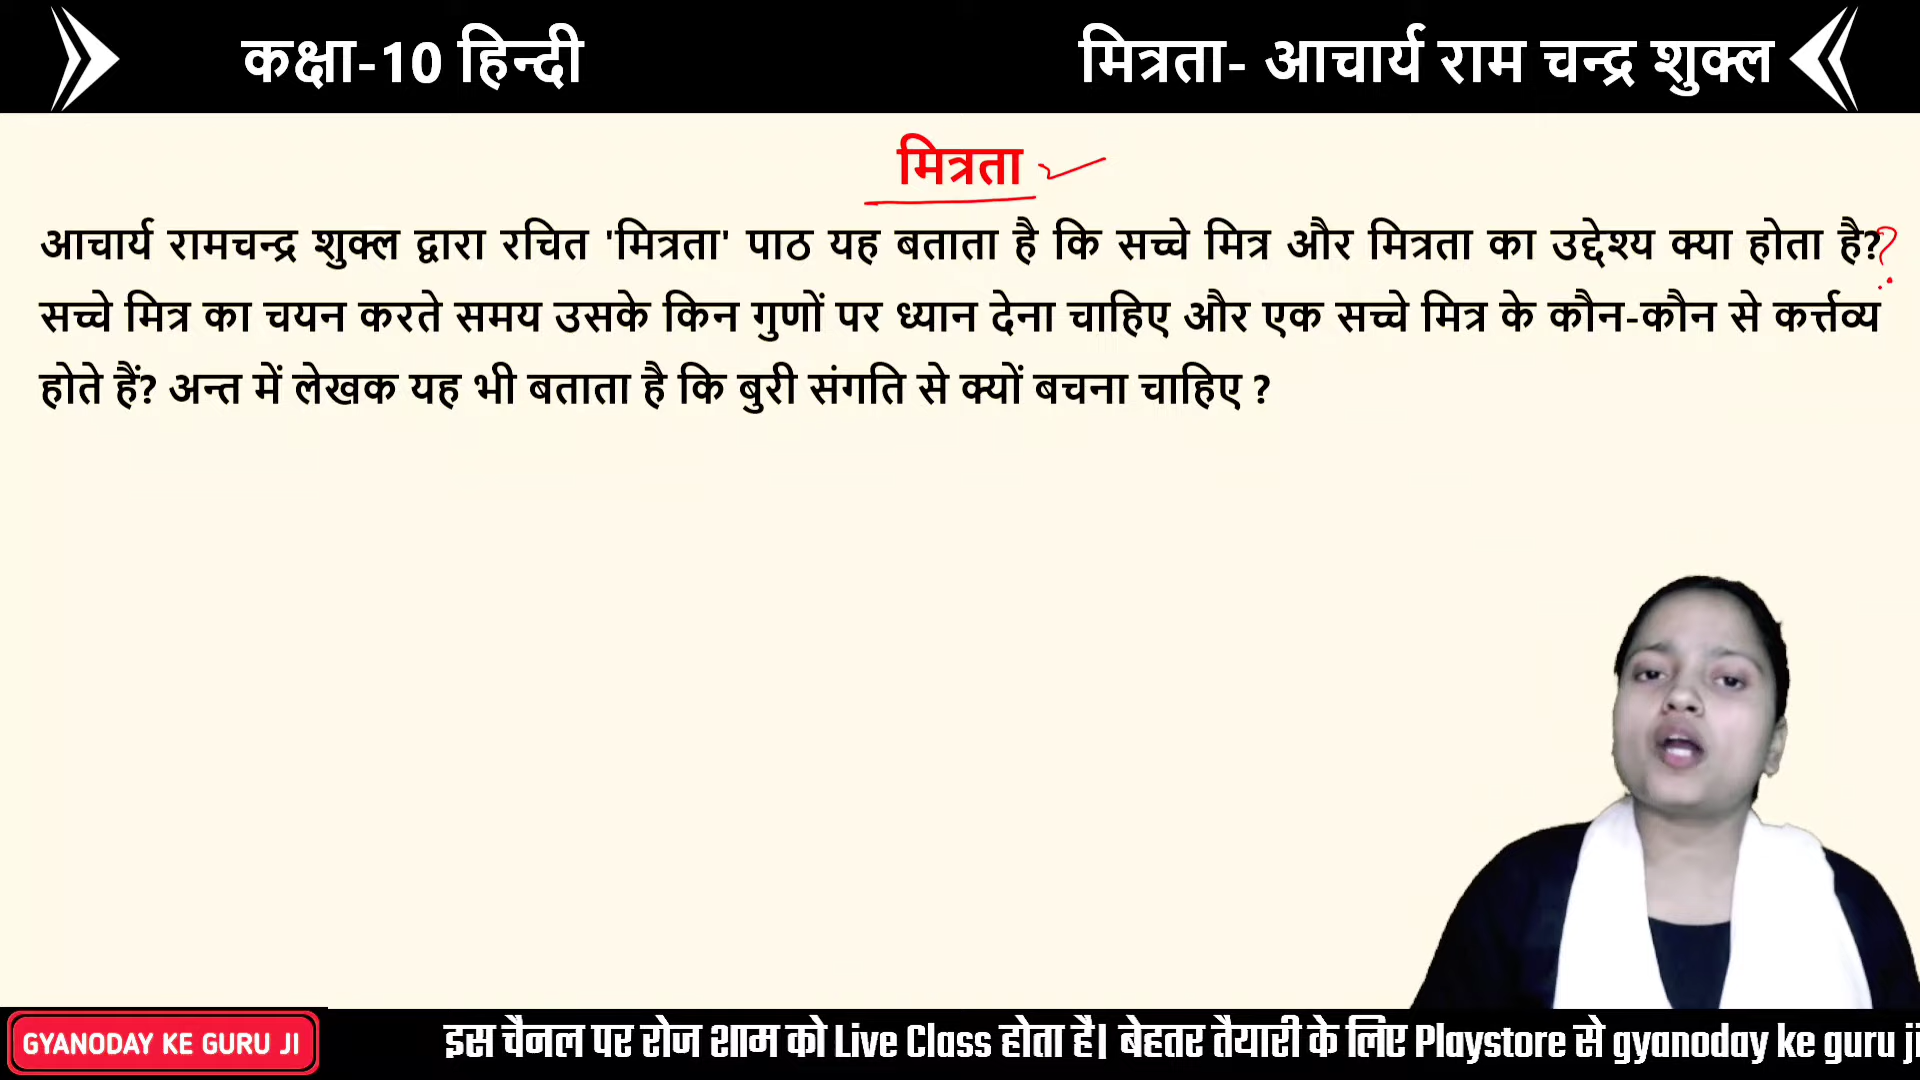 कक्षा-10 हिन्दी
मित्रता- आचार्य राम चन्द्र शुक्ल
मित्रता
आचार्य रामचन्द्र शुक्ल द्वारा रचित 'मित्रता' पाठ यह बताता है कि सच्चे मित्र और मित्रता का उद्देश्य क्या होता है?
सच्चे मित्र का चयन करते समय उसके किन गुणों पर ध्यान देना चाहिए और एक सच्चे मित्र के कौन-कौन से कर्त्तव्य
होते हैं? अन्त में लेखक यह भी बताता है कि बुरी संगति से क्यों बचना चाहिए ?
GYANODAY KE GURU JI
इस चैनल पर रोज शाम को Live Class होता है। बेहतर तैयारी के लिए Playstore से gyanoday ke guru ji